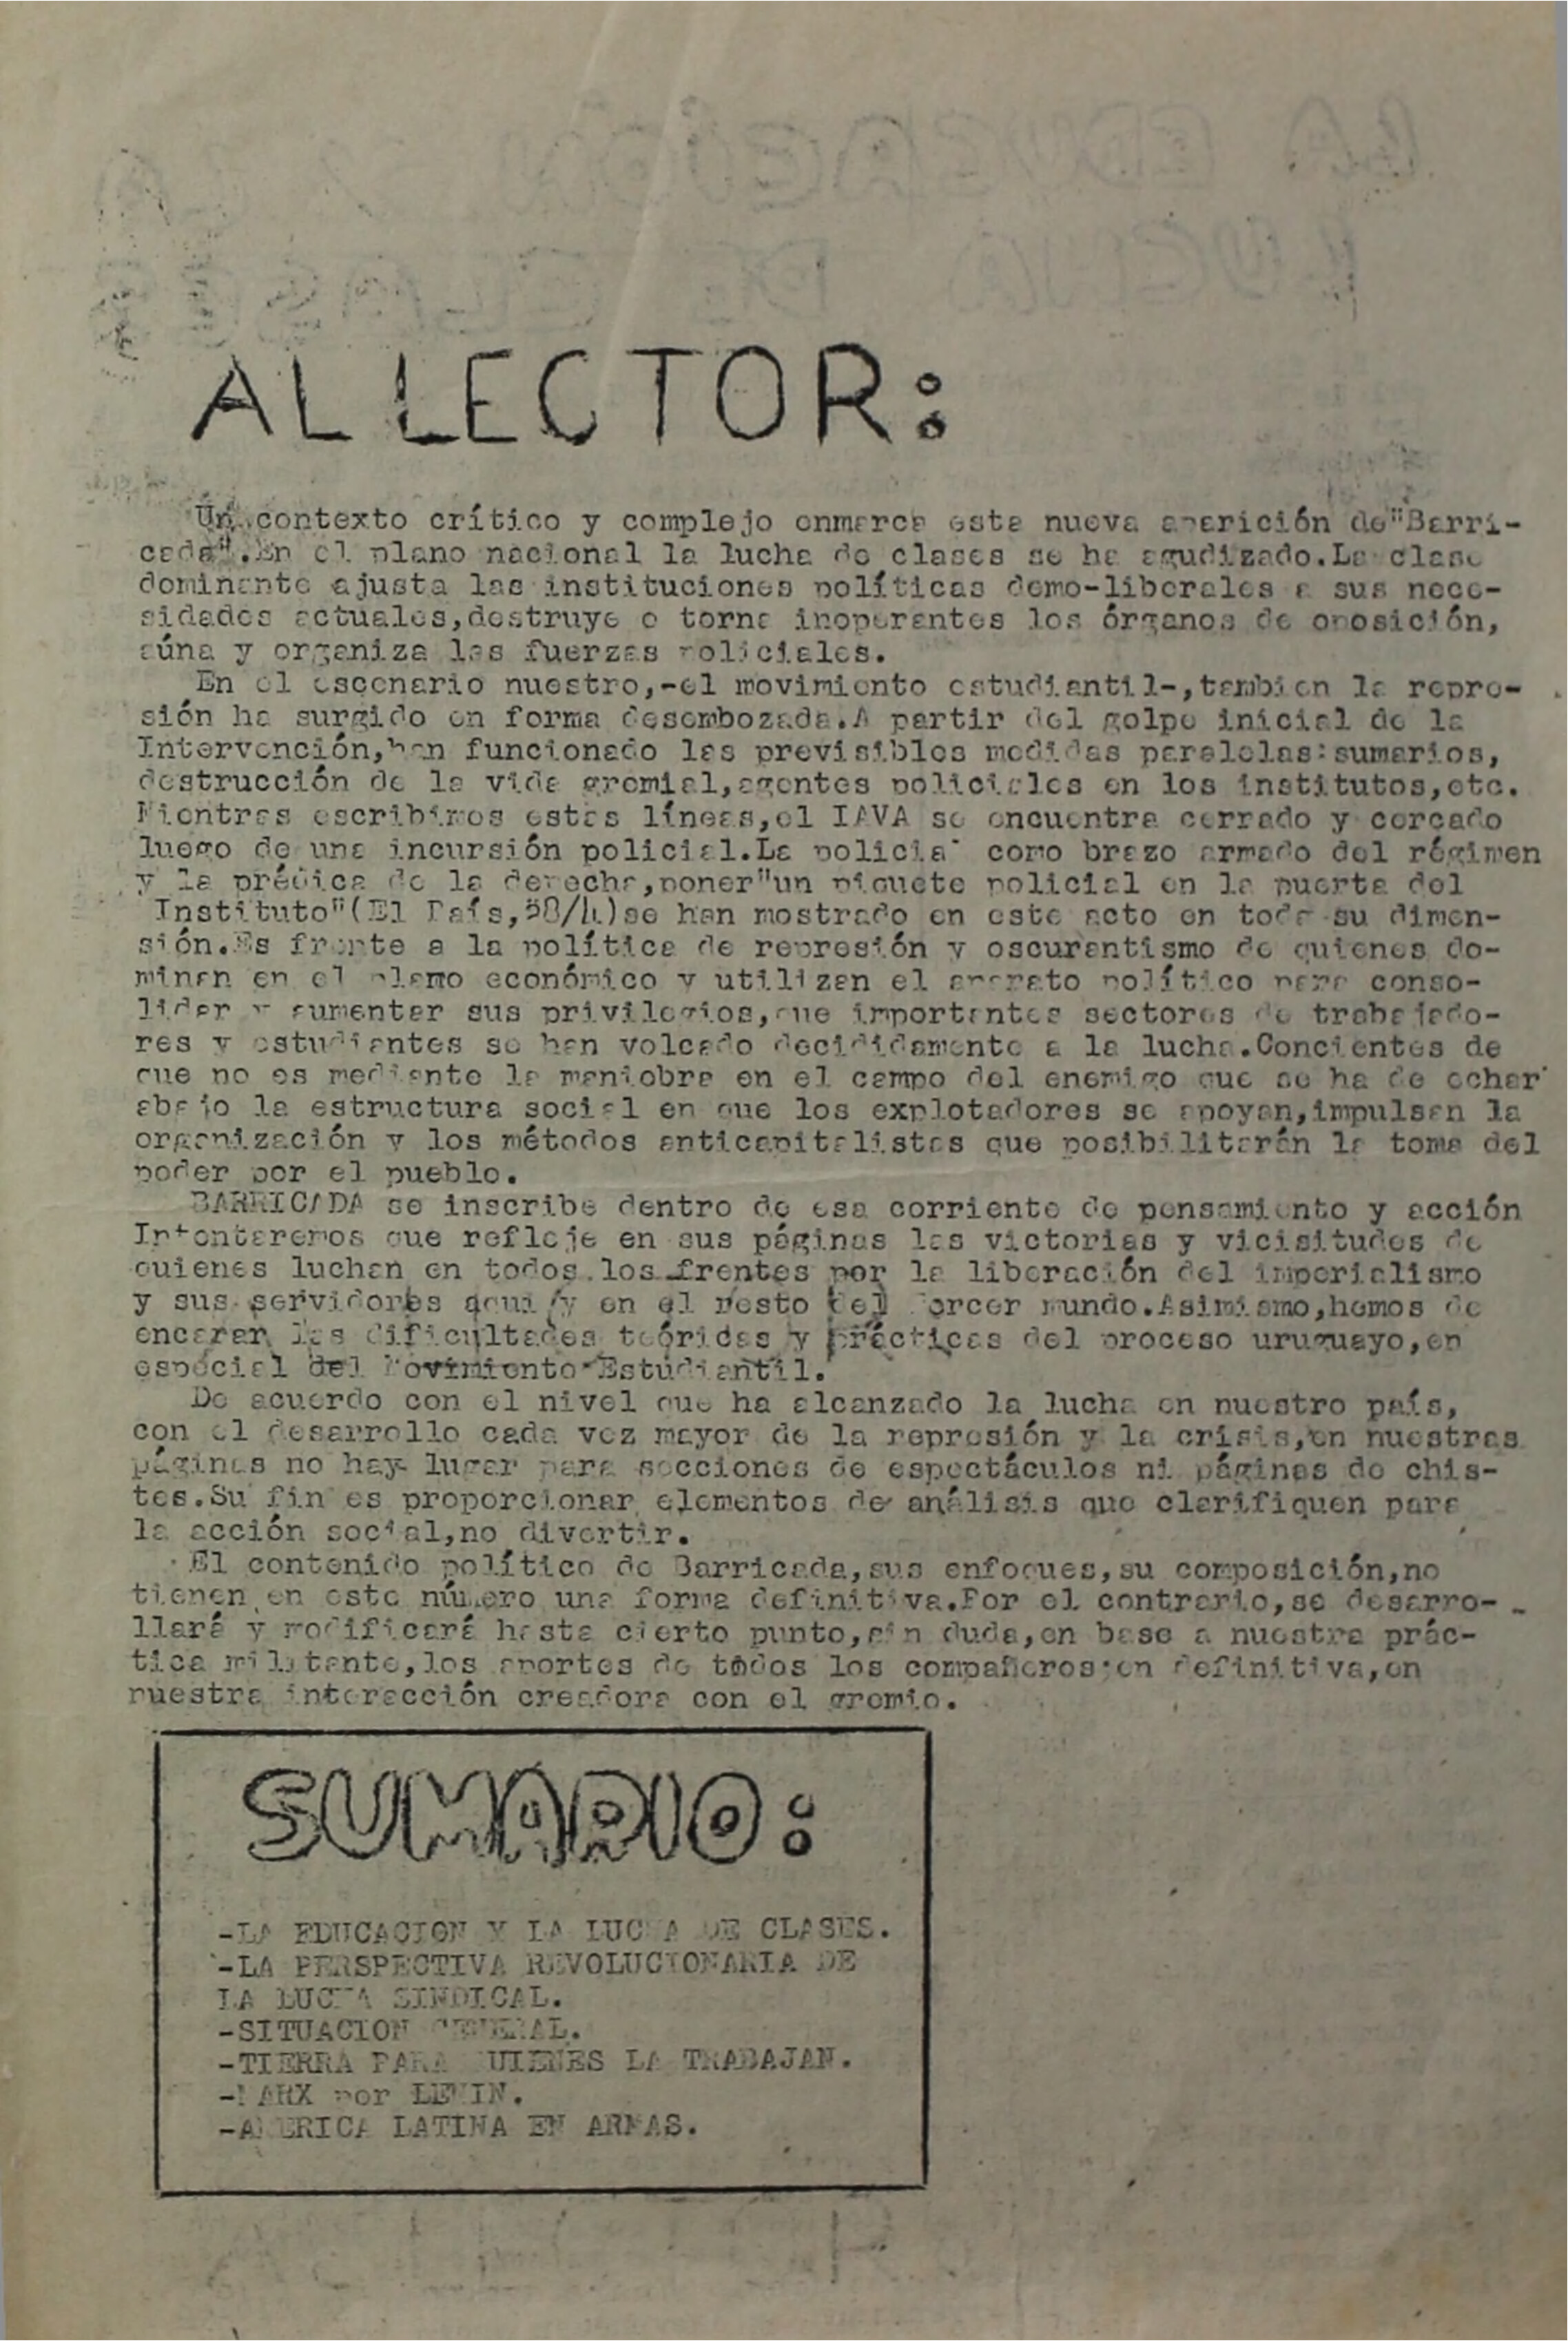 AL LECTOR:
Un contexto crítico y complejo enmarca esta nueva aparición de"Barri-
cada".En el plano nacional la lucha de clases se ha agudizado.La clase
dominante ajusta las instituciones políticas demo-liberales a sus nece-
sidades actuales,destruye o torna inoperantes los órganos de oposición,
aúna y organiza las fuerzas policiales.
En el escenario nuestro,-el movimiento estudiantil-,tambien la repre-
sión ha surgido en forma desembozada.A partir del golpe inicial de la
Intervención,han funcionado las previsibles medidas paralelas:sumarios,
destrucción de la vida gremial,agentes policiales en los institutos,etc.
Mientras escribimos estas líneas,el IAVA se encuentra cerrado y cercado
luego de una incursión policial.La policia como brazo armado del régimen
y la prédica de la derecha,poner"un piquete policial en la puerta del
Instituto"(El País, se han mostrado en este acto en toda su dimen-
sión.Es frente a la política de represión y oscurantismo de quienes do-
minan en el plano económico y utilizan el aparato político para conso-
lidar y aumentar sus privilegios,que importantes sectores de trabajado-
res y estudiantes se han volcado decididamente a la lucha.Concientes de
que no es mediante la maniobra en el campo del enemigo que se ha de echar
abajo la estructura social en que los explotadores se apoyan,impulsan la
organización y los métodos anticapitalistas que posibilitarán la toma del
poder por el pueblo.
BARRICADA se inscribe dentro de esa corriente de pensamiento y acción
Intentaremos que refleje en sus páginas las victorias y vicisitudes de
quienes luchan en todos los frentes por la liberación del imperialismo
y sus servidores aqui y en el resto del Tercer mundo.Asimismo,hemos de
encarar las dificultades teóridas y prácticas del proceso uruguayo,en
especial del Movimiento Estudiantil.
De acuerdo con el nivel que ha alcanzado la lucha en nuestro país,
con el desarrollo cada vez mayor de la represión y la crisis,en nuestras
páginas no hay lugar para secciones de espectáculos ni páginas de chis-
tes.Su fin es proporcionar elementos de análisis que clarifiquen para
la acción social,no divertir.
El contenido político de Barricada,sus enfoques,su composición,no
tienen en este número una forma definitiva.Por el contrario,se desarro-
llará y modificará hasta cierto punto,sin duda,en base a nuestra prác-
tica militante,los aportes de todos los compañeros:en definitiva,en
nuestra interacción creadora con el gremio.
SUMARIO:
-LA EDUCACION Y LA LUCHA DE CLASES.
-LA PERSPECTIVA REVOLUCIONARIA DE
LA LUCHA SINDICAL.
-SITUACION GENERAL.
-TIERRA PARA QUIENES LA TRABAJAN.
-MARX por LENIN.
-AMERICA LATINA EN ARMAS.